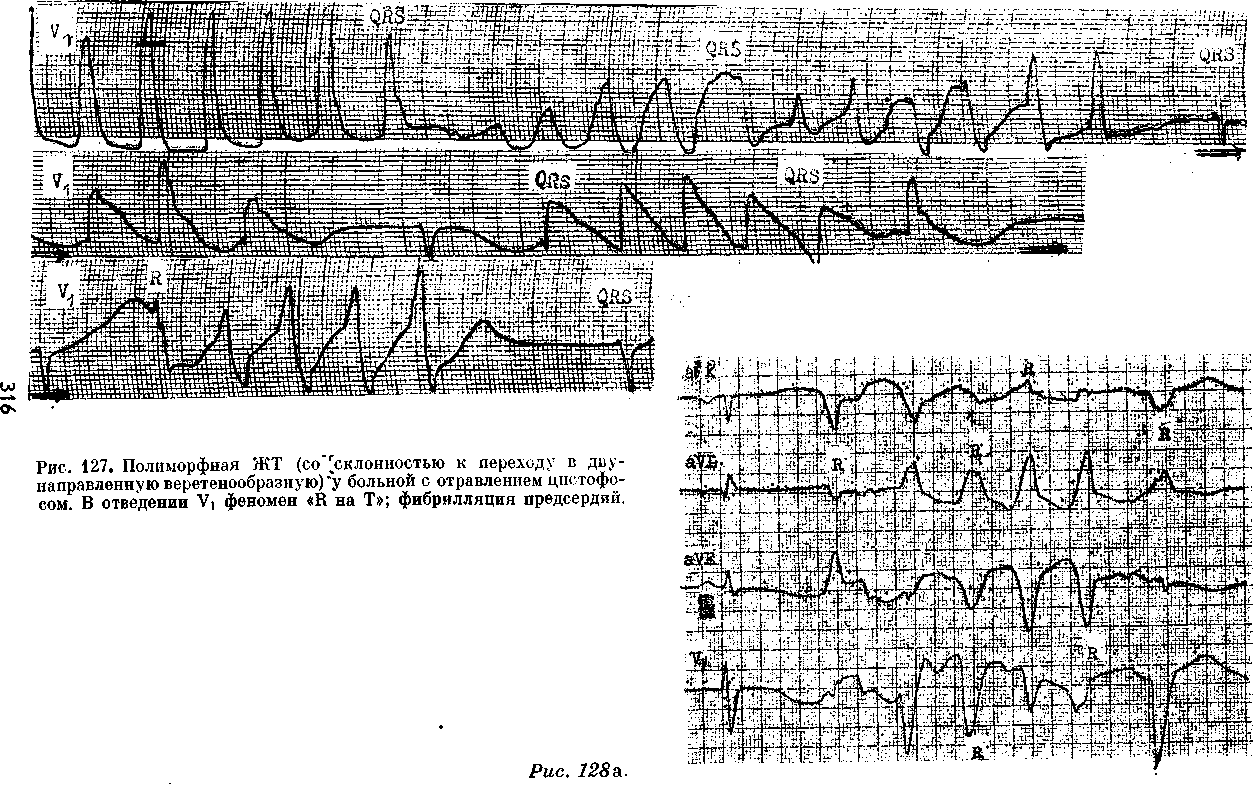 V1 QRS QRS QRS
V1 QRS QRS
V1 R QRS
316
aVR R R
aVL R R
aVF
V1 R
R
Рис. 127. Полиморфная ЖТ (со склонностью к переходу в дву-
направленную веретенообразную) у больной с отравлением цистофо-
сом. В отведении V1 феномен «R на Т»; фибрилляция предсердий.
Рис. 128а.